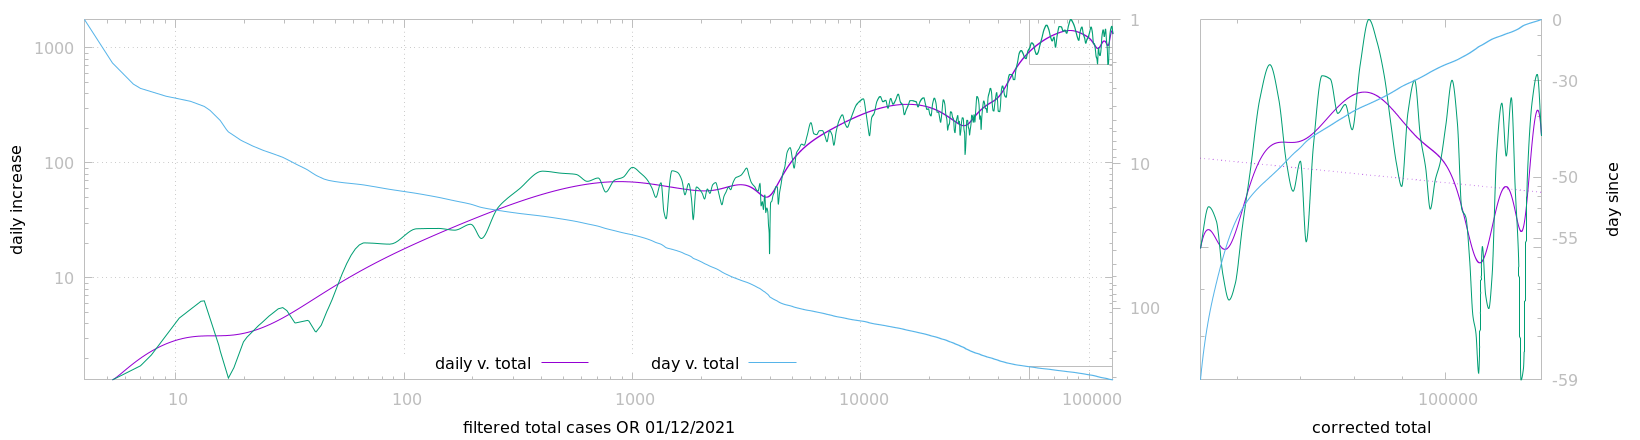 1000
100
10
daily increase
10
100
1000
10000
100000
filtered total cases OR 01/12/2021
daily v. total
day v. total
1
10
100
0
-30
-50
-55
-59
day since
100000
corrected total